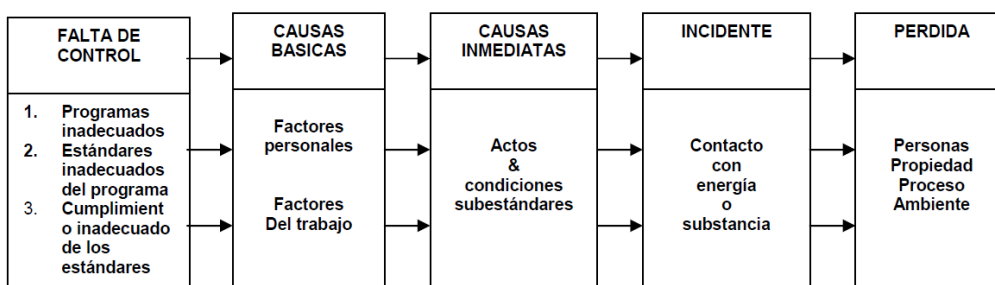 FALTA DE
CONTROL
1. Programas
inadecuados
2. Estándares
inadecuados
del programa
3. Cumplimient
o inadecuado
de los
estándares
CAUSAS
BASICAS
Factores
personales
Factores
Del trabajo
CAUSAS
INMEDIATAS
Actos
&
condiciones
subestándares
INCIDENTE
Contacto
con
energía
o
substancia
PERDIDA
Personas
Propiedad
Proceso
Ambiente